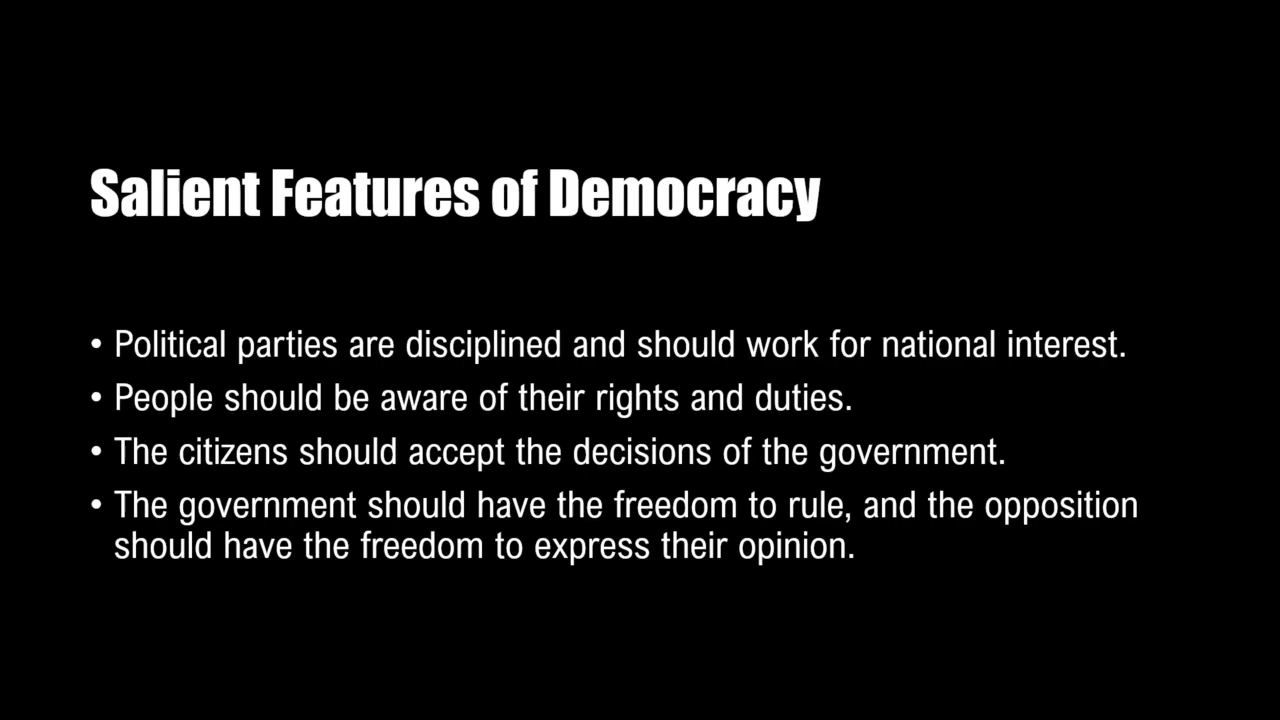 Salient Features of Democracy
• Political parties are disciplined and should work for national interest.
• People should be aware of their rights and duties.
• The citizens should accept the decisions of the government.
• The government should have the freedom to rule, and the opposition
should have the freedom to express their opinion.